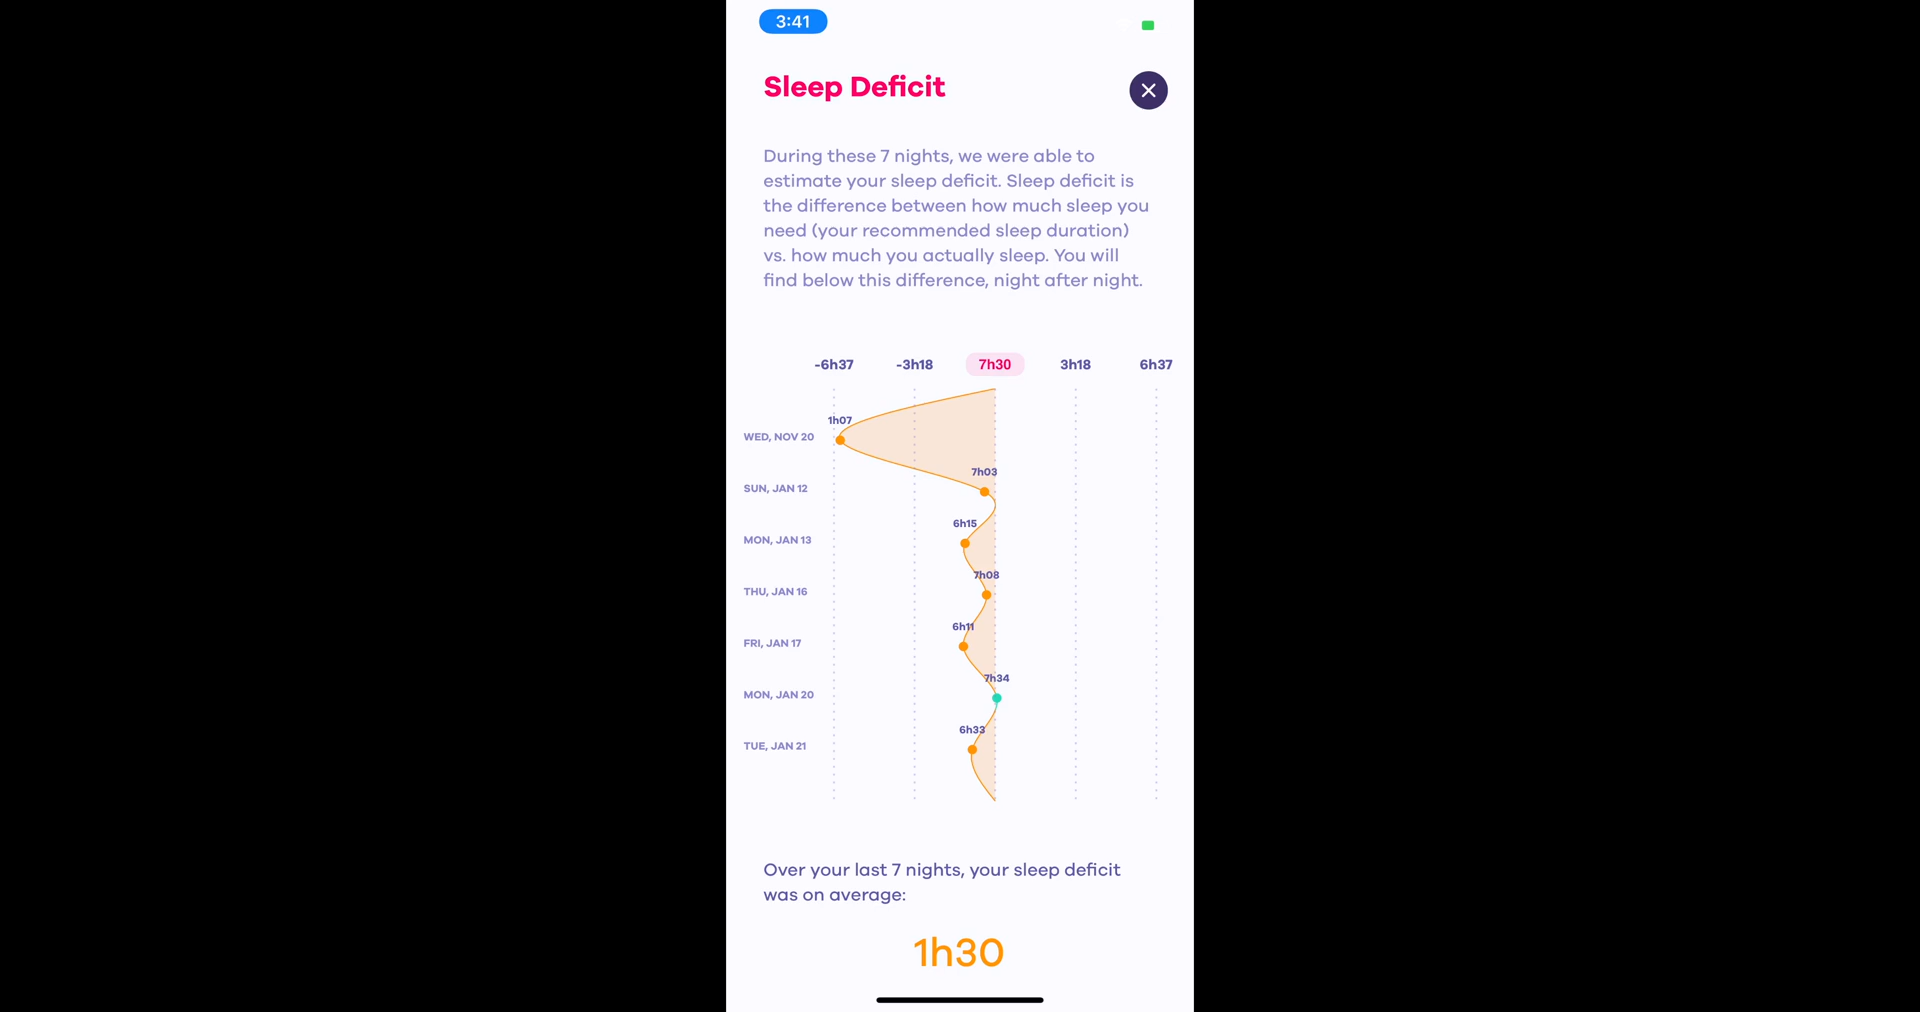 3:41
Sleep Deficit
During these 7 nights, we were able to
estimate your sleep deficit. Sleep deficit is
the difference between how much sleep you
need (your recommended sleep duration)
vs. how much you actually sleep. You will
find below this difference, night after night.
-6h37 -3h18 7h30 3h18 6h37
1h07
WED, NOV 20
7h03
SUN, JAN 12
6h15
MON, JAN 13
7h08
THU, JAN 16
6h11
FRI, JAN 17
7h34
MON, JAN 20
6h33
TUE, JAN 21
Over your last 7 nights, your sleep deficit
was on average:
1h30